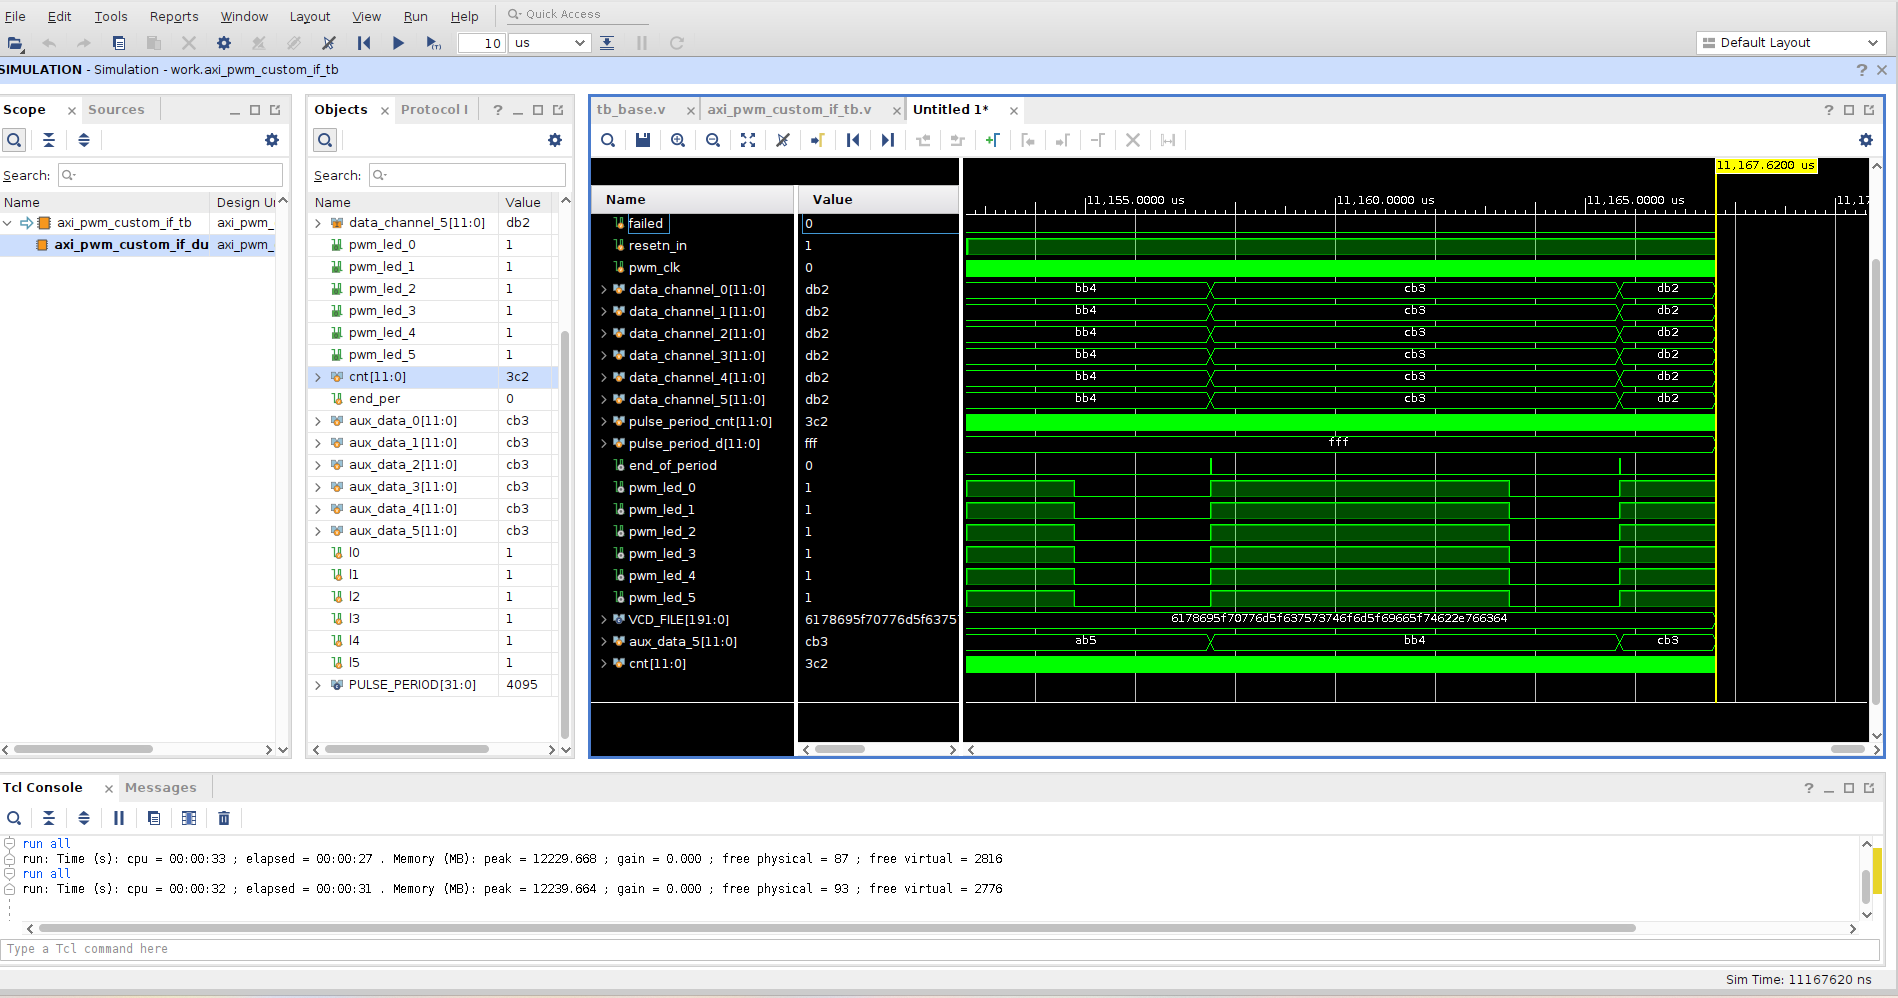 File Edit Tools Reports Window Layout View Run Help Quick Access
10 us Default Layout
SIMULATION - Simulation - work.axi_pwm_custom_if_tb
Scope Sources
Search:
Name Design Ur
axi_pwm_custom_if_tb axi_pwm_
axi_pwm_custom_if_du axi_pwm_
Objects Protocol I
Search:
Name Value
data_channel_5[11:0] db2
pwm_led_0 1
pwm_led_1 1
pwm_led_2 1
pwm_led_3 1
pwm_led_4 1
pwm_led_5 1
cnt[11:0] 3c2
end_per 0
aux_data_0[11:0] cb3
aux_data_1[11:0] cb3
aux_data_2[11:0] cb3
aux_data_3[11:0] cb3
aux_data_4[11:0] cb3
aux_data_5[11:0] cb3
l0 1
l1 1
l2 1
l3 1
l4 1
l5 1
PULSE_PERIOD[31:0] 4095
tb_base.v axi_pwm_custom_if_tb.v Untitled 1*
11,167.6200 us
Name Value 11,155.0000 us 11,160.0000 us 11,165.0000 us 11,17
failed 0
resetn_in 1
pwm_clk 0
data_channel_0[11:0] db2 bb4 cb3 db2
data_channel_1[11:0] db2 bb4 cb3 db2
data_channel_2[11:0] db2 bb4 cb3 db2
data_channel_3[11:0] db2 bb4 cb3 db2
data_channel_4[11:0] db2 bb4 cb3 db2
data_channel_5[11:0] db2 bb4 cb3 db2
pulse_period_cnt[11:0] 3c2
pulse_period_d[11:0] fff fff
end_of_period 0
pwm_led_0 1
pwm_led_1 1
pwm_led_2 1
pwm_led_3 1
pwm_led_4 1
pwm_led_5 1
VCD_FILE[191:0] 6178695f70776d5f6375 6178695f70776d5f637573746f6d5f69665f74622e766364
aux_data_5[11:0] cb3 ab5 bb4 cb3
cnt[11:0] 3c2
Tcl Console Messages
run all
run: Time (s): cpu = 00:00:33 ; elapsed = 00:00:27 . Memory (MB): peak = 12229.668 ; gain = 0.000 ; free physical = 87 ; free virtual = 2816
run all
run: Time (s): cpu = 00:00:32 ; elapsed = 00:00:31 . Memory (MB): peak = 12239.664 ; gain = 0.000 ; free physical = 93 ; free virtual = 2776
Type a Tcl command here
Sim Time: 11167620 ns